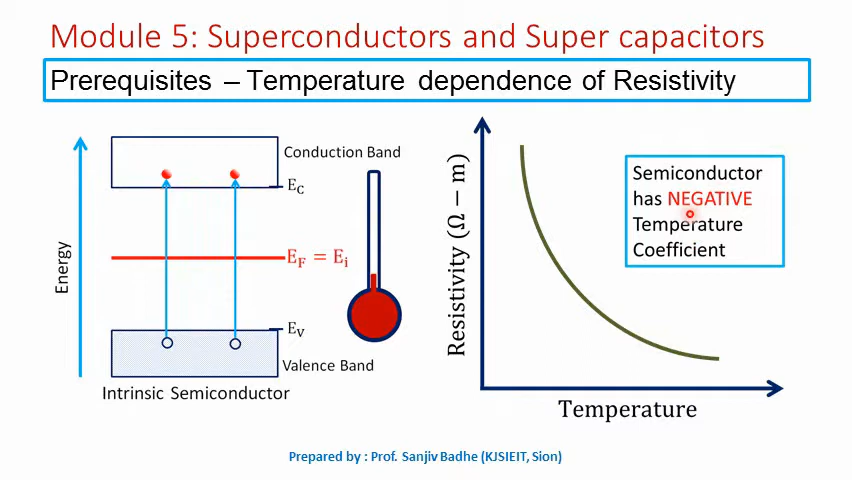 Module 5: Superconductors and Super capacitors
Prerequisites – Temperature dependence of Resistivity
Energy
Conduction Band
E_C
E_F = E_i
E_V
Valence Band
Intrinsic Semiconductor
Resistivity (Ω − m)
Temperature
Semiconductor
has NEGATIVE
Temperature
Coefficient
Prepared by : Prof. Sanjiv Badhe (KJSIEIT, Sion)